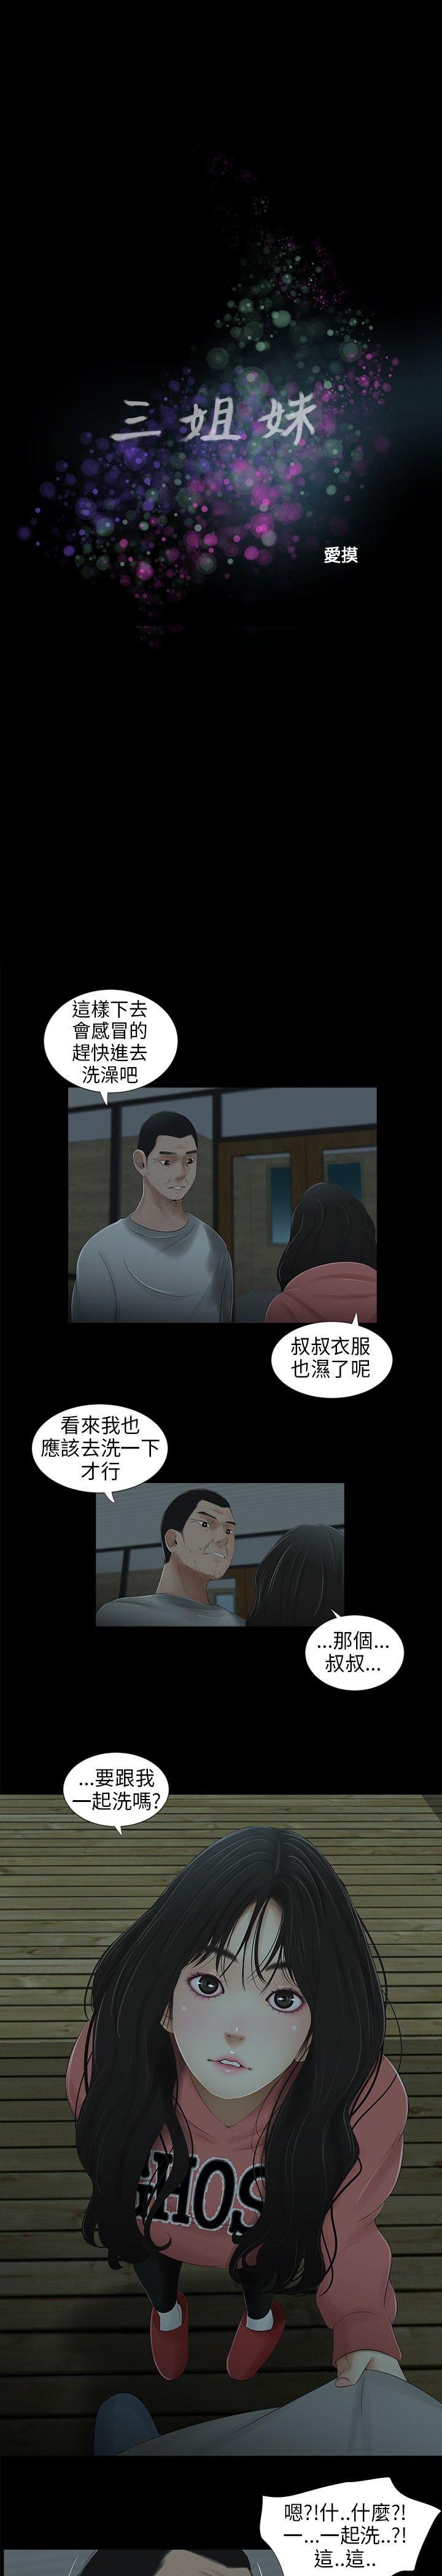 三姐妹
愛摸
這樣下去
會感冒的
趕快進去
洗澡吧
叔叔衣服
也濕了呢
看來我也
應該去洗一下
才行
...那個...
叔叔...
...要跟我
一起洗嗎?
GHOS
嗯?!什..什麼?!
一...一起洗..?!
這..這..